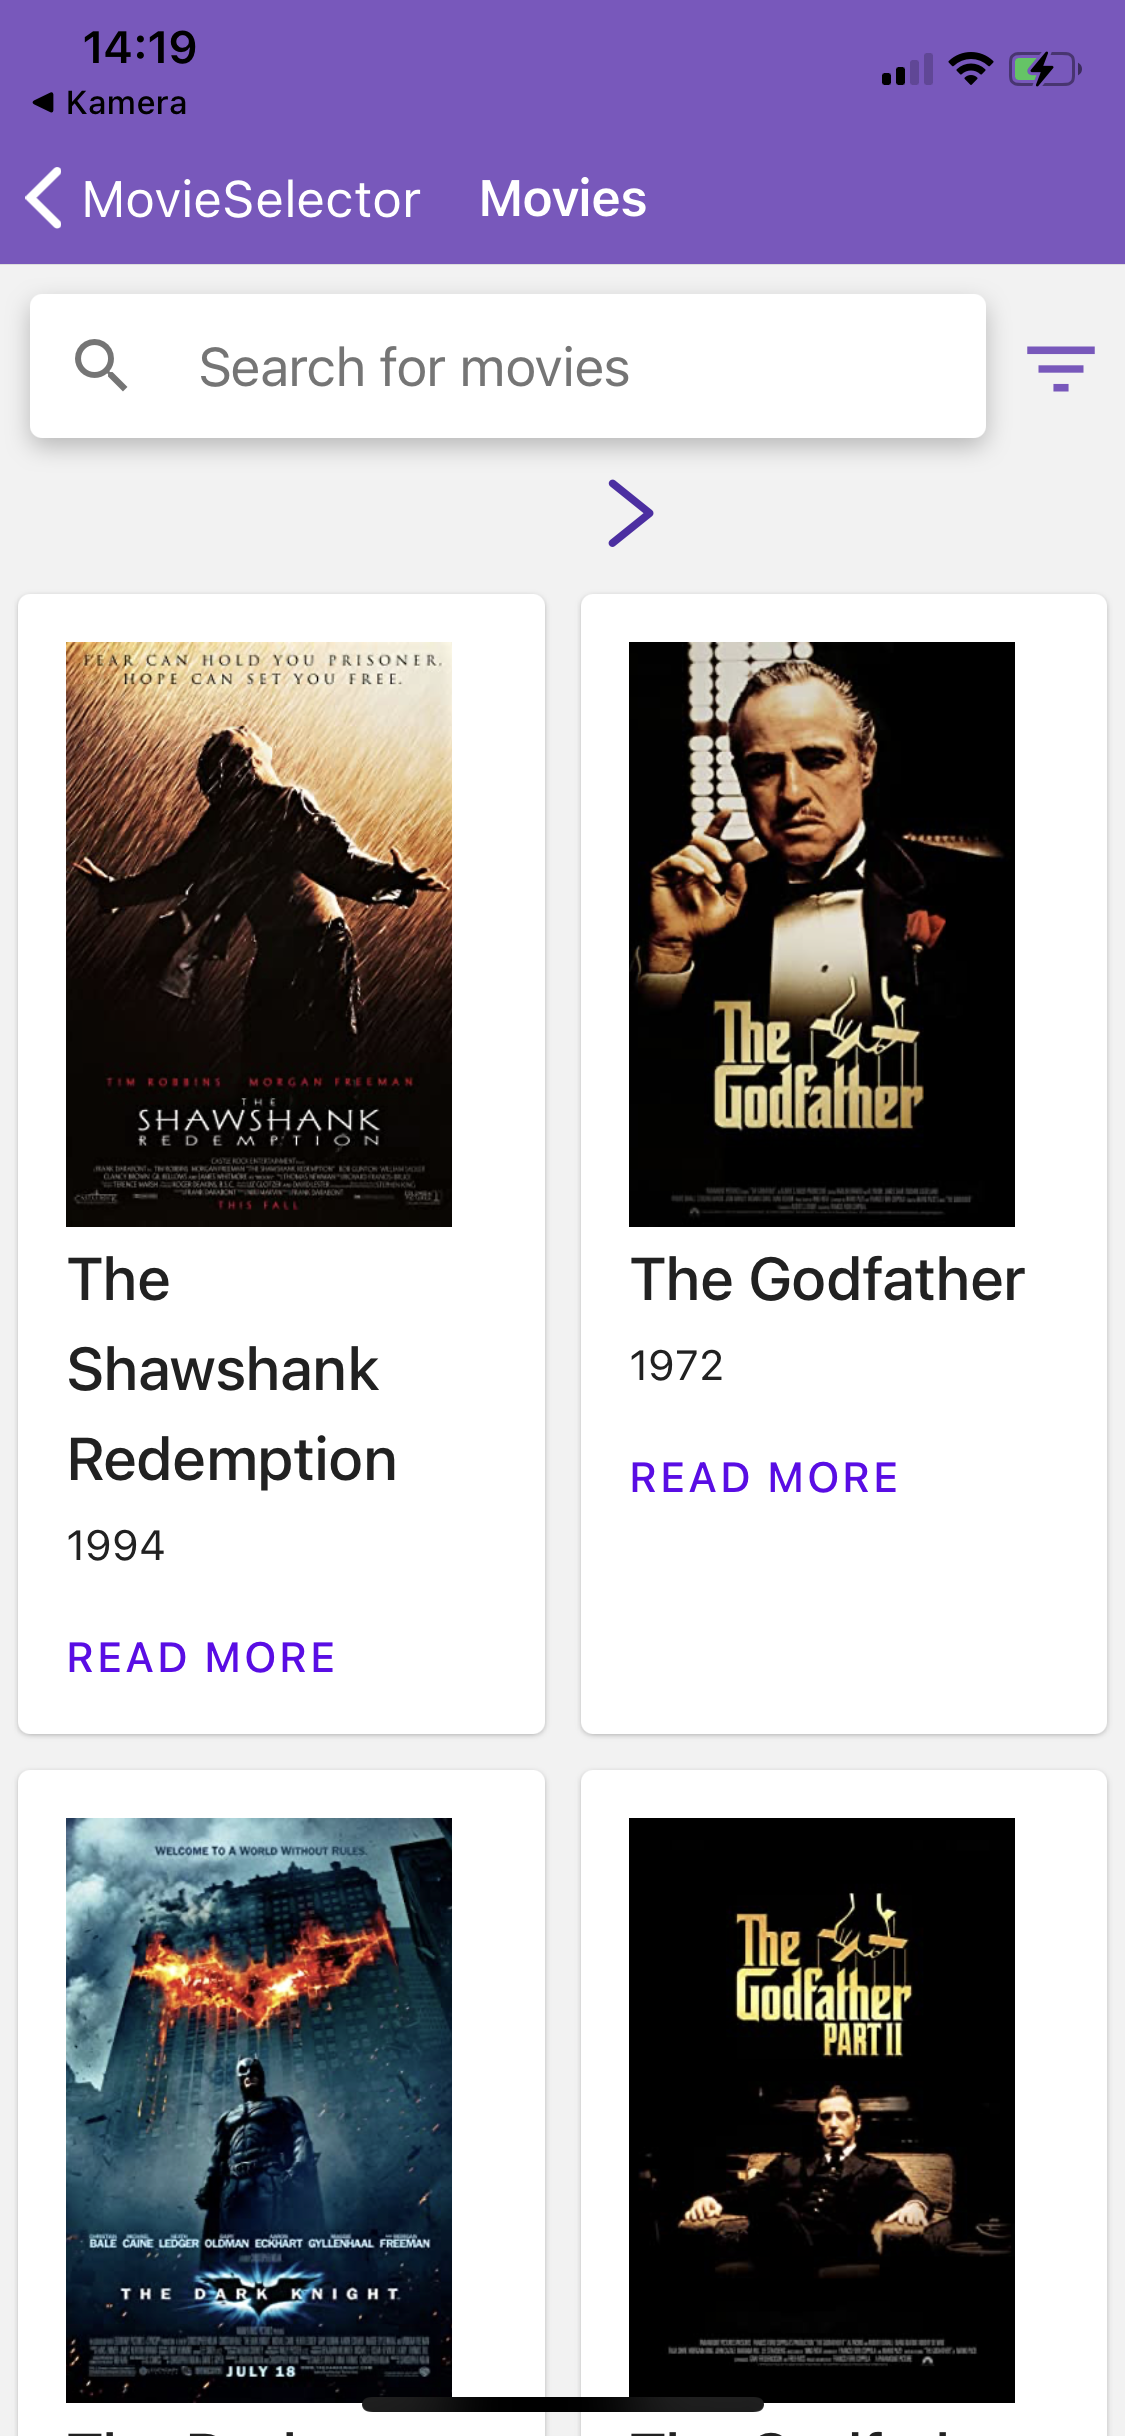 14:19
Kamera
MovieSelector
Movies
Search for movies
FEAR CAN HOLD YOU PRISONER.
HOPE CAN SET YOU FREE.
TIM ROBBINS MORGAN FREEMAN
THE
SHAWSHANK
REDEMPTION
THIS FALL
The
Shawshank
Redemption
1994
READ MORE
The
Godfather
The Godfather
1972
READ MORE
WELCOME TO A WORLD WITHOUT RULES.
BALE CAINE LEDGER OLDMAN ECKHART GYLLENHAAL FREEMAN
THE DARK KNIGHT
JULY 18
The
Godfather
PART II